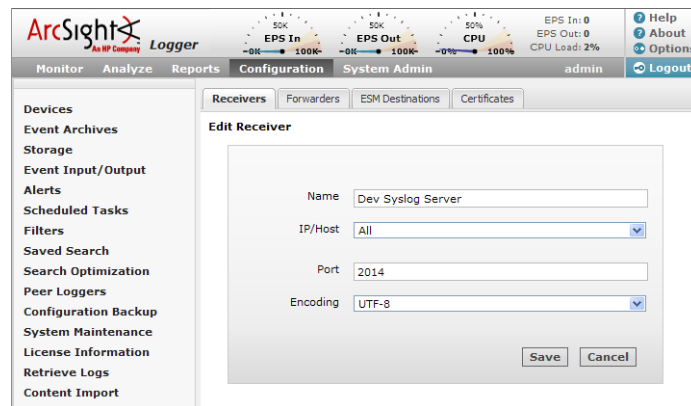 ArcSight
An HP Company
Logger
50K
EPS In
0K
100K
50K
EPS Out
0K
100K
50%
CPU
0%
100%
EPS In: 0
EPS Out: 0
CPU Load: 2%
Help
About
Options
Monitor Analyze Reports Configuration System Admin admin Logout
Receivers Forwarders ESM Destinations Certificates
Devices
Event Archives
Storage
Event Input/Output
Alerts
Scheduled Tasks
Filters
Saved Search
Search Optimization
Peer Loggers
Configuration Backup
System Maintenance
License Information
Retrieve Logs
Content Import
Edit Receiver
Name Dev Syslog Server
IP/Host All
Port 2014
Encoding UTF-8
Save Cancel